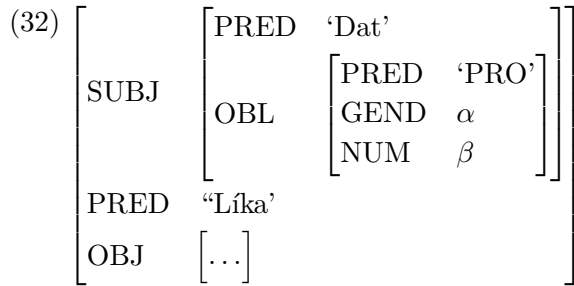 (32)
PRED ‘Dat’
SUBJ
OBL
PRED ‘PRO’
GEND α
NUM β
PRED “Líka’
OBJ [...]